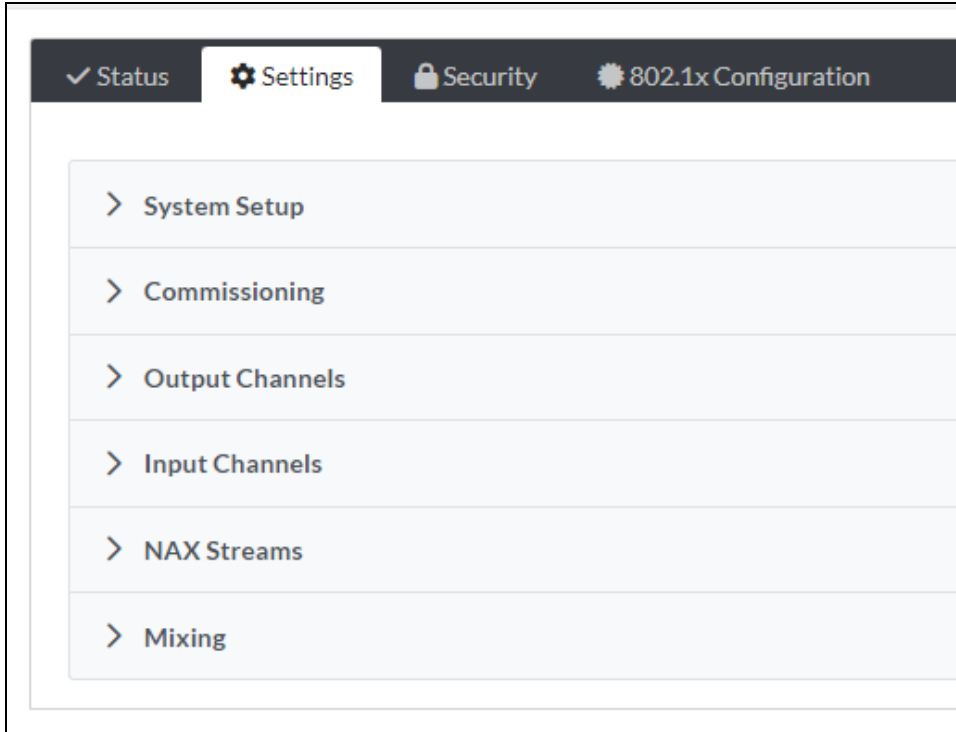 Status Settings Security 802.1x Configuration
System Setup
Commissioning
Output Channels
Input Channels
NAX Streams
Mixing